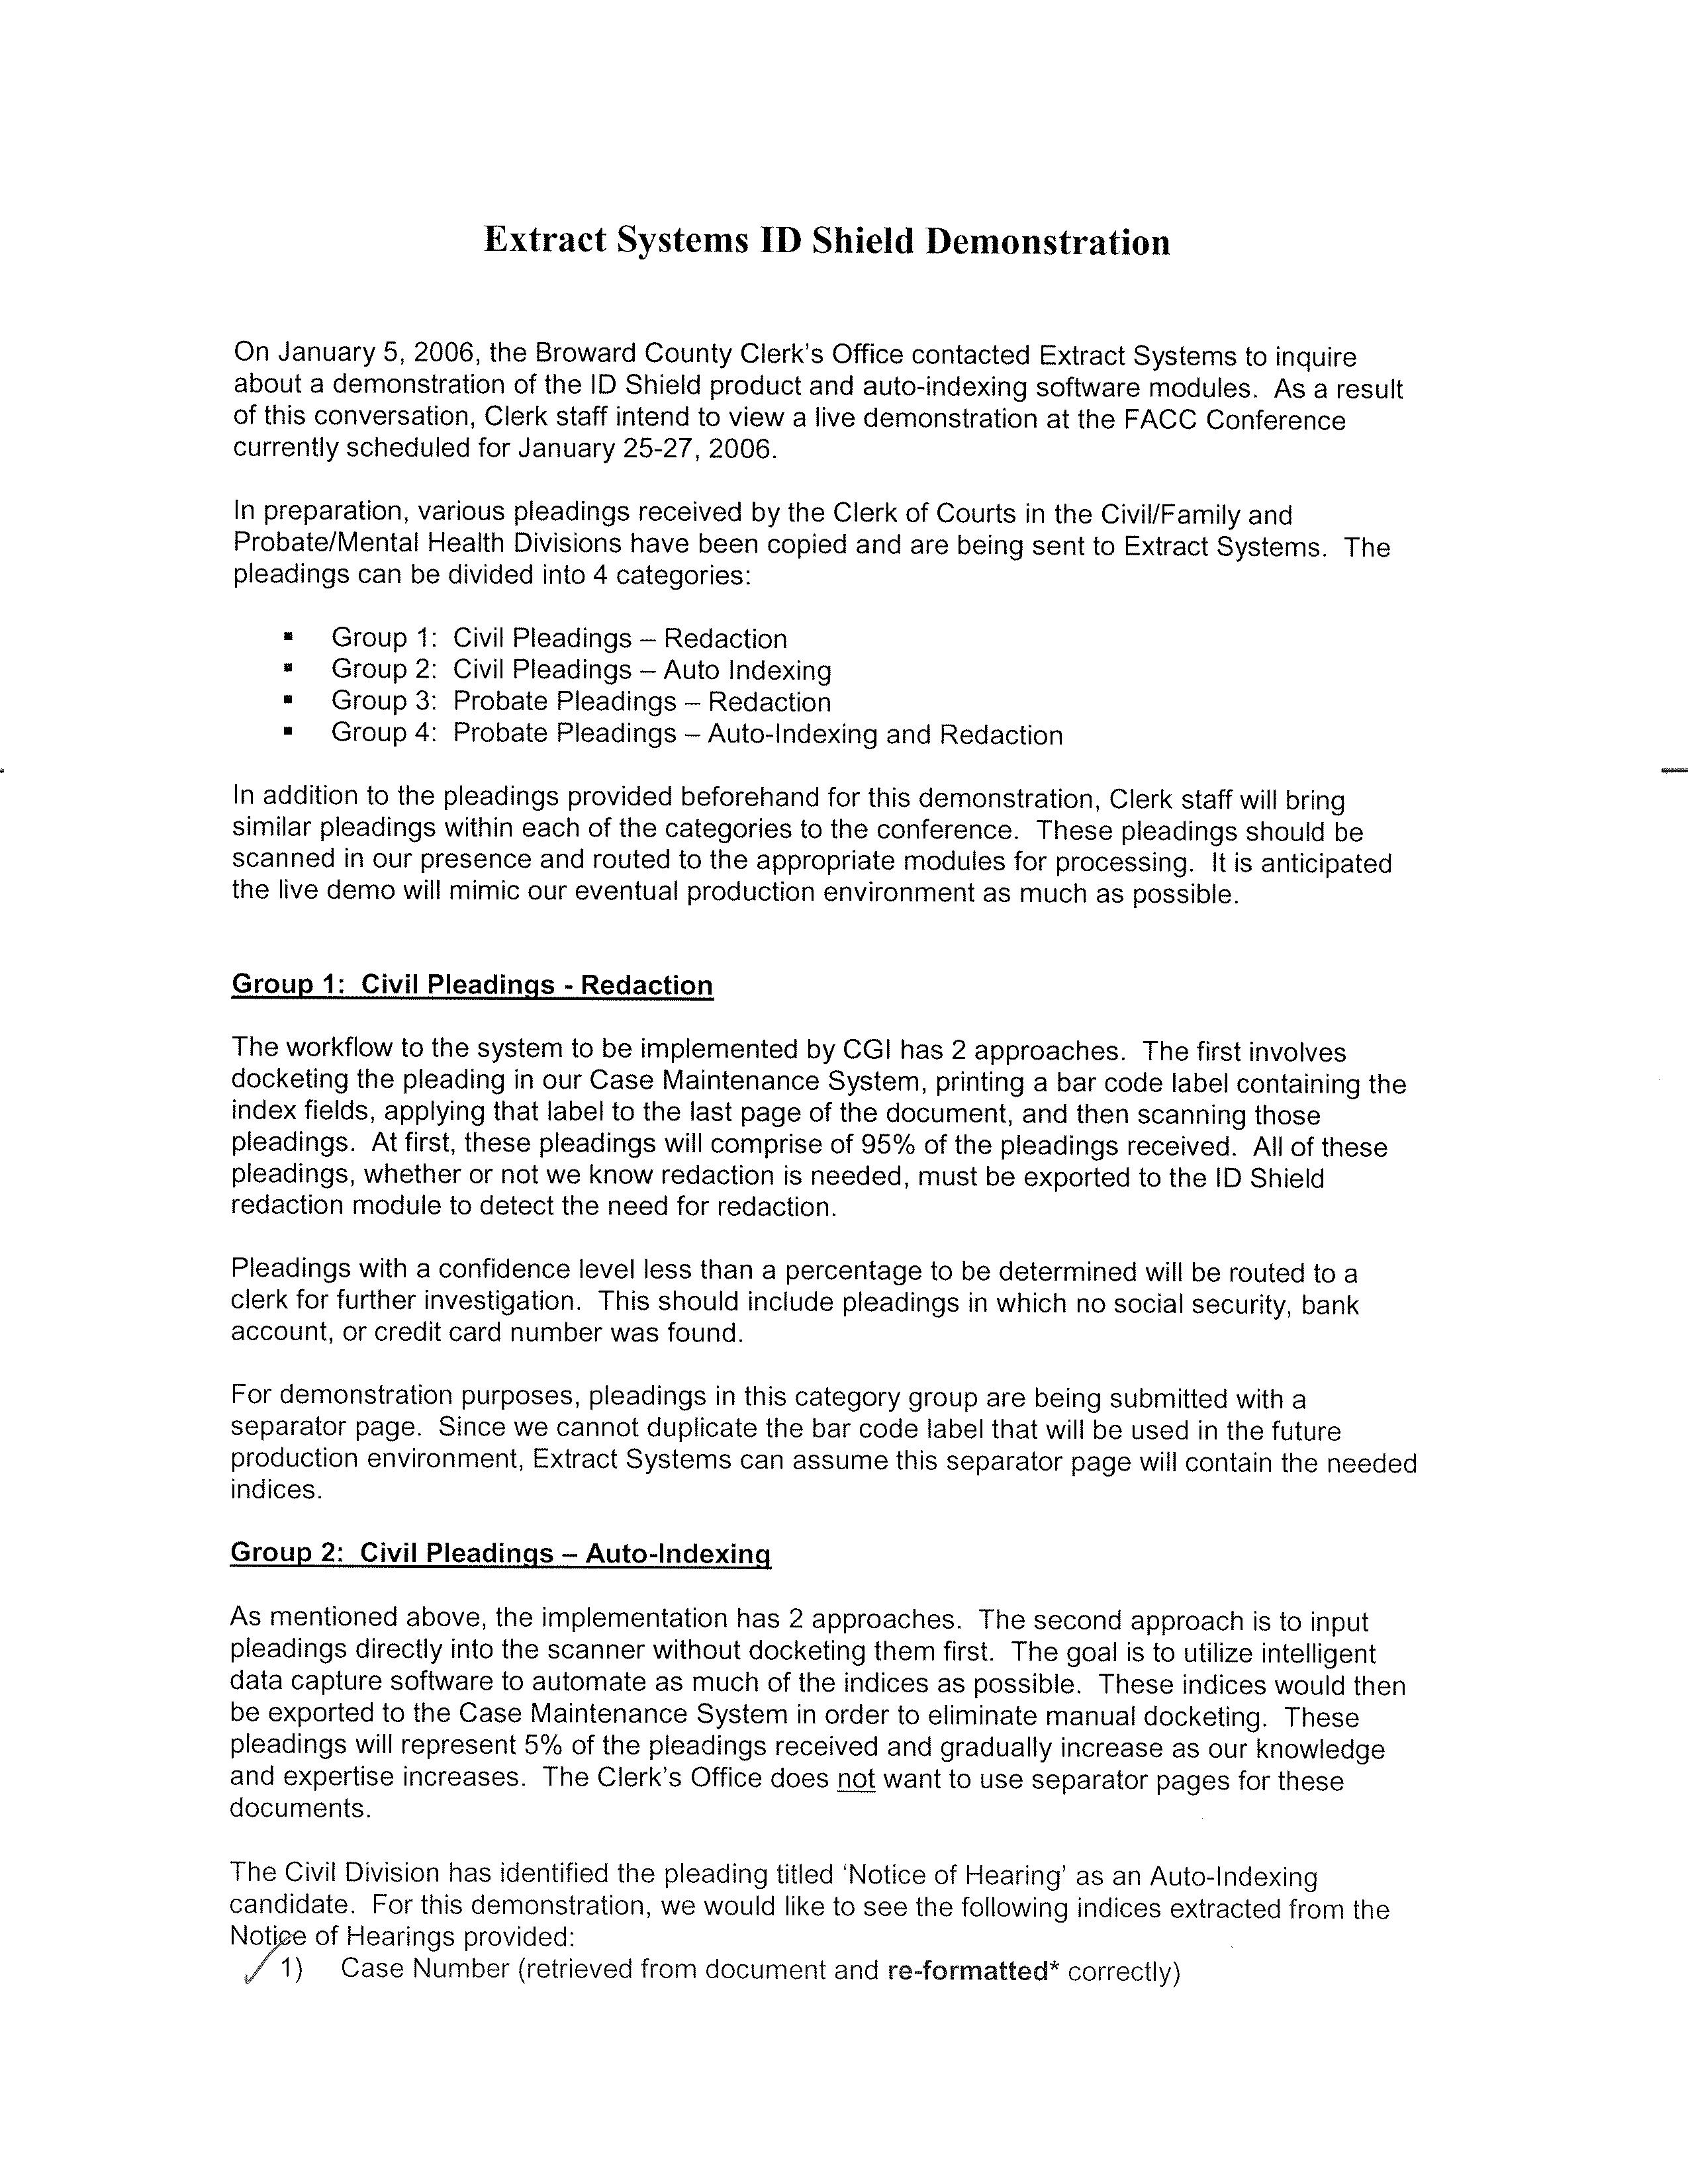 Extract Systems ID Shield Demonstration
On January 5, 2006, the Broward County Clerk's Office contacted Extract Systems to inquire
about a demonstration of the ID Shield product and auto-indexing software modules.  As a result
of this conversation, Clerk staff intend to view a live demonstration at the FACC Conference
currently scheduled for January 25-27, 2006.
In preparation, various pleadings received by the Clerk of Courts in the Civil/Family and
Probate/Mental Health Divisions have been copied and are being sent to Extract Systems.  The
pleadings can be divided into 4 categories:
▪ Group 1:  Civil Pleadings – Redaction
▪ Group 2:  Civil Pleadings – Auto Indexing
▪ Group 3:  Probate Pleadings – Redaction
▪ Group 4:  Probate Pleadings – Auto-Indexing and Redaction
In addition to the pleadings provided beforehand for this demonstration, Clerk staff will bring
similar pleadings within each of the categories to the conference.  These pleadings should be
scanned in our presence and routed to the appropriate modules for processing.  It is anticipated
the live demo will mimic our eventual production environment as much as possible.
Group 1:  Civil Pleadings - Redaction
The workflow to the system to be implemented by CGI has 2 approaches.  The first involves
docketing the pleading in our Case Maintenance System, printing a bar code label containing the
index fields, applying that label to the last page of the document, and then scanning those
pleadings.  At first, these pleadings will comprise of 95% of the pleadings received.  All of these
pleadings, whether or not we know redaction is needed, must be exported to the ID Shield
redaction module to detect the need for redaction.
Pleadings with a confidence level less than a percentage to be determined will be routed to a
clerk for further investigation.  This should include pleadings in which no social security, bank
account, or credit card number was found.
For demonstration purposes, pleadings in this category group are being submitted with a
separator page.  Since we cannot duplicate the bar code label that will be used in the future
production environment, Extract Systems can assume this separator page will contain the needed
indices.
Group 2:  Civil Pleadings – Auto-Indexing
As mentioned above, the implementation has 2 approaches.  The second approach is to input
pleadings directly into the scanner without docketing them first.  The goal is to utilize intelligent
data capture software to automate as much of the indices as possible.  These indices would then
be exported to the Case Maintenance System in order to eliminate manual docketing.  These
pleadings will represent 5% of the pleadings received and gradually increase as our knowledge
and expertise increases.  The Clerk's Office does not want to use separator pages for these
documents.
The Civil Division has identified the pleading titled 'Notice of Hearing' as an Auto-Indexing
candidate.  For this demonstration, we would like to see the following indices extracted from the
Notice of Hearings provided:
✓ 1) Case Number (retrieved from document and re-formatted* correctly)